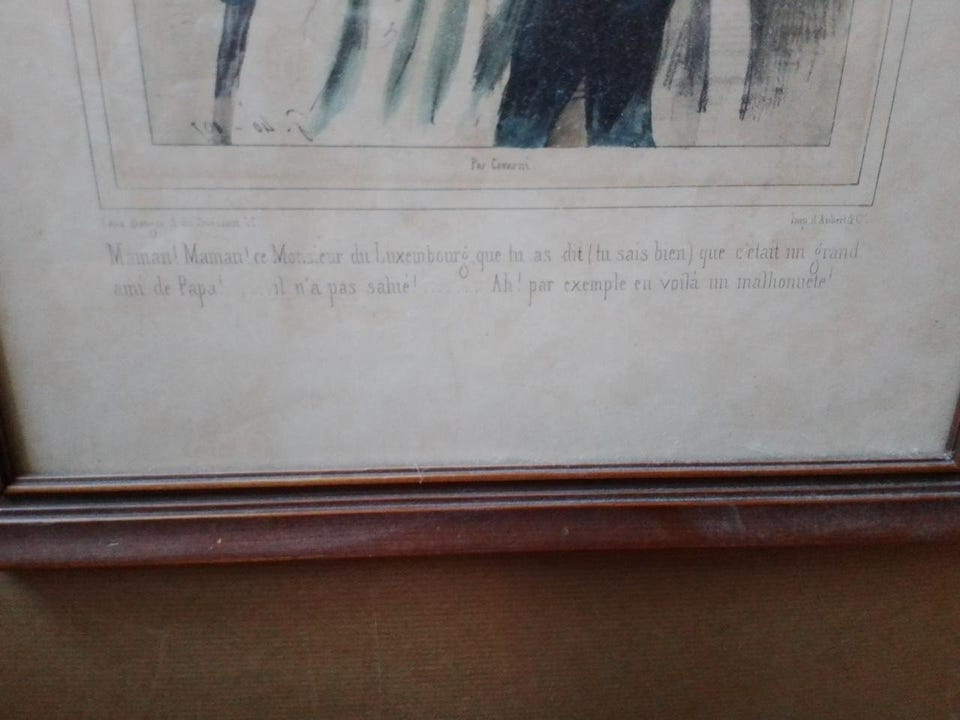 Par Gavarni
Imp. d'Aubert & Cie
Maman! Maman! ce Monsieur du Luxembourg que tu as dit (tu sais bien) que c'était un grand
ami de Papa! ..... il n'a pas salué! ....... Ah! par exemple en voilà un malhonnête!